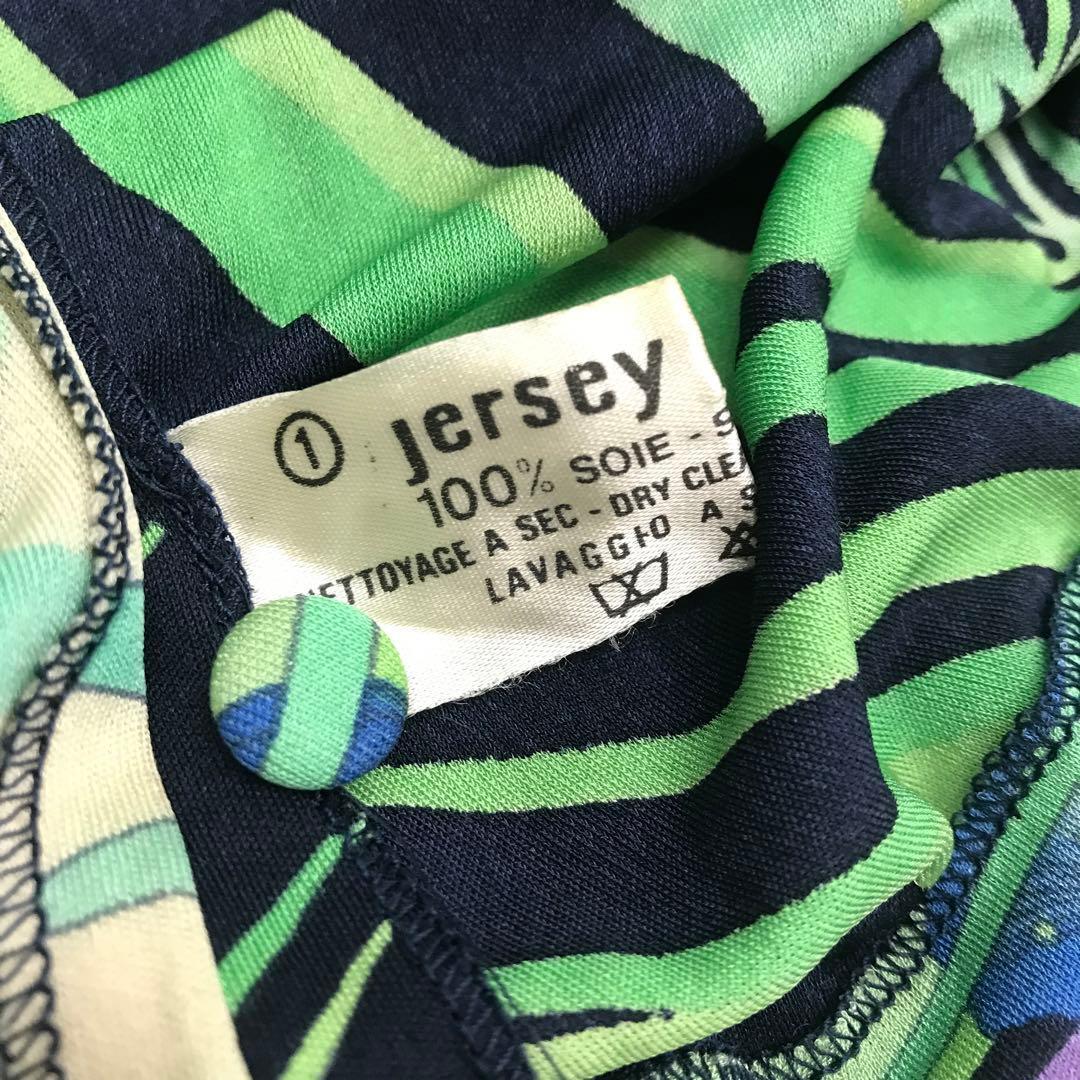 ① jersey
100% SOIE - S
NETTOYAGE A SEC - DRY CLEA
LAVAGGIO A S